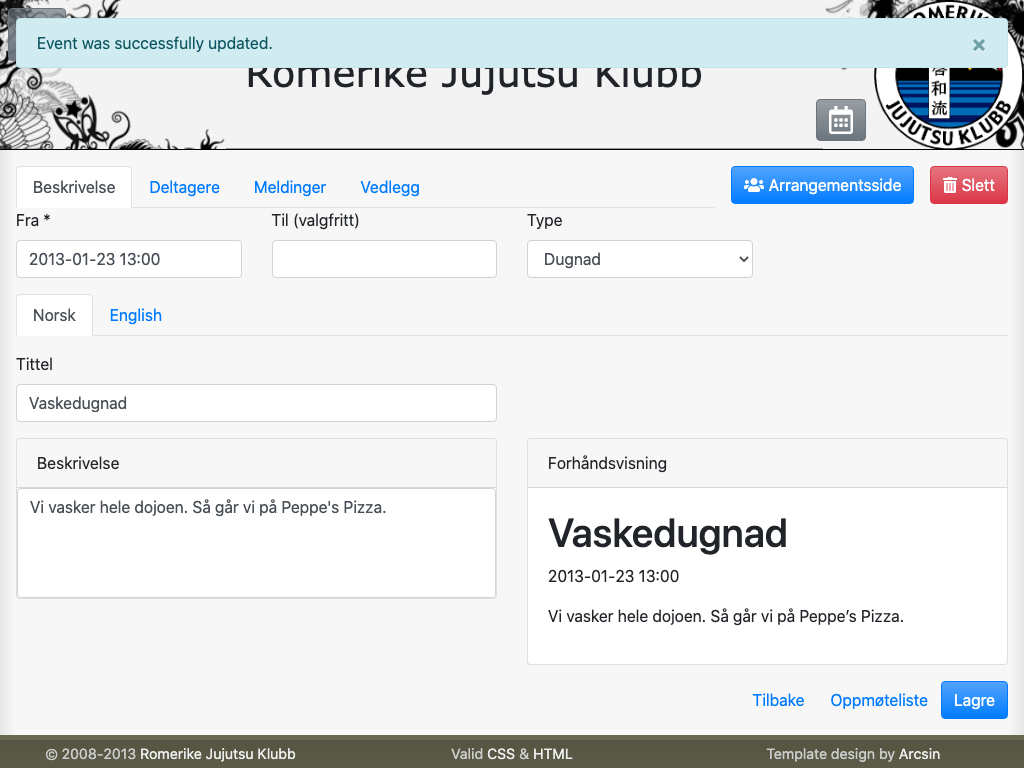 Event was successfully updated.
×
Romerike Jujutsu Klubb
ROMERIKE
啓
和
流
JUJUTSU KLUBB
Beskrivelse
Deltagere
Meldinger
Vedlegg
Arrangementsside
Slett
Fra *
Til (valgfritt)
Type
2013-01-23 13:00
Dugnad
Norsk
English
Tittel
Vaskedugnad
Beskrivelse
Vi vasker hele dojoen. Så går vi på Peppe's Pizza.
Forhåndsvisning
Vaskedugnad
2013-01-23 13:00
Vi vasker hele dojoen. Så går vi på Peppe’s Pizza.
Tilbake
Oppmøteliste
Lagre
© 2008-2013 Romerike Jujutsu Klubb
Valid CSS & HTML
Template design by Arcsin